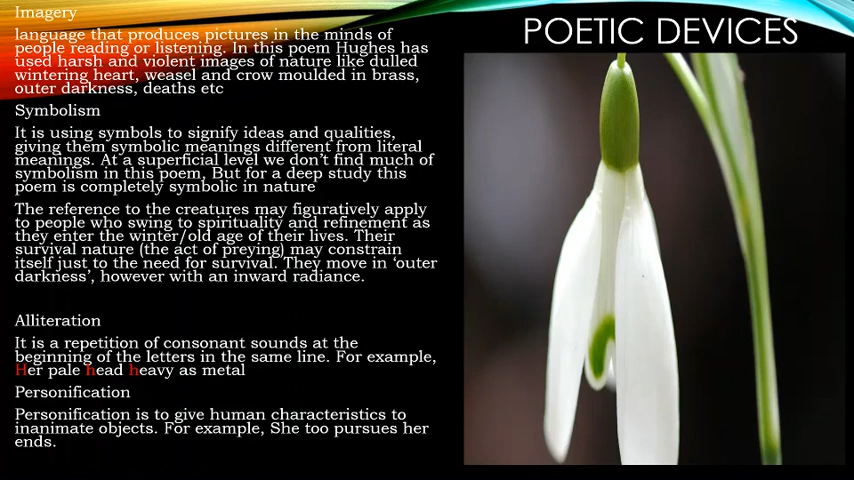 Imagery
language that produces pictures in the minds of
people reading or listening. In this poem Hughes has
used harsh and violent images of nature like dulled
wintering heart, weasel and crow moulded in brass,
outer darkness, deaths etc
Symbolism
It is using symbols to signify ideas and qualities,
giving them symbolic meanings different from literal
meanings. At a superficial level we don't find much of
symbolism in this poem, But for a deep study this
poem is completely symbolic in nature
The reference to the creatures may figuratively apply
to people who swing to spirituality and refinement as
they enter the winter/old age of their lives. Their
survival nature (the act of preying) may constrain
itself just to the need for survival. They move in 'outer
darkness', however with an inward radiance.
Alliteration
It is a repetition of consonant sounds at the
beginning of the letters in the same line. For example,
Her pale head heavy as metal
Personification
Personification is to give human characteristics to
inanimate objects. For example, She too pursues her
ends.
POETIC DEVICES